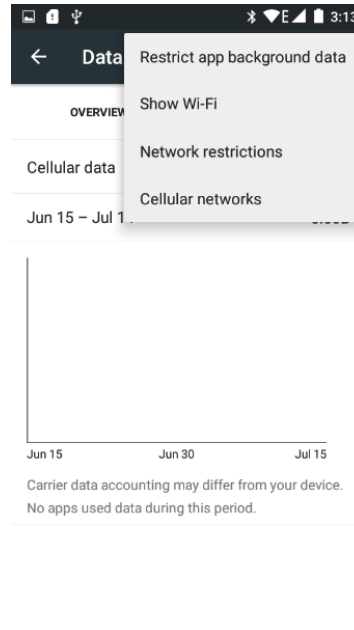 E 3:13
Data
Restrict app background data
Show Wi-Fi
Network restrictions
Cellular networks
OVERVIEW
Cellular data
Jun 15 – Jul 1
Jun 15 Jun 30 Jul 15
Carrier data accounting may differ from your device.
No apps used data during this period.